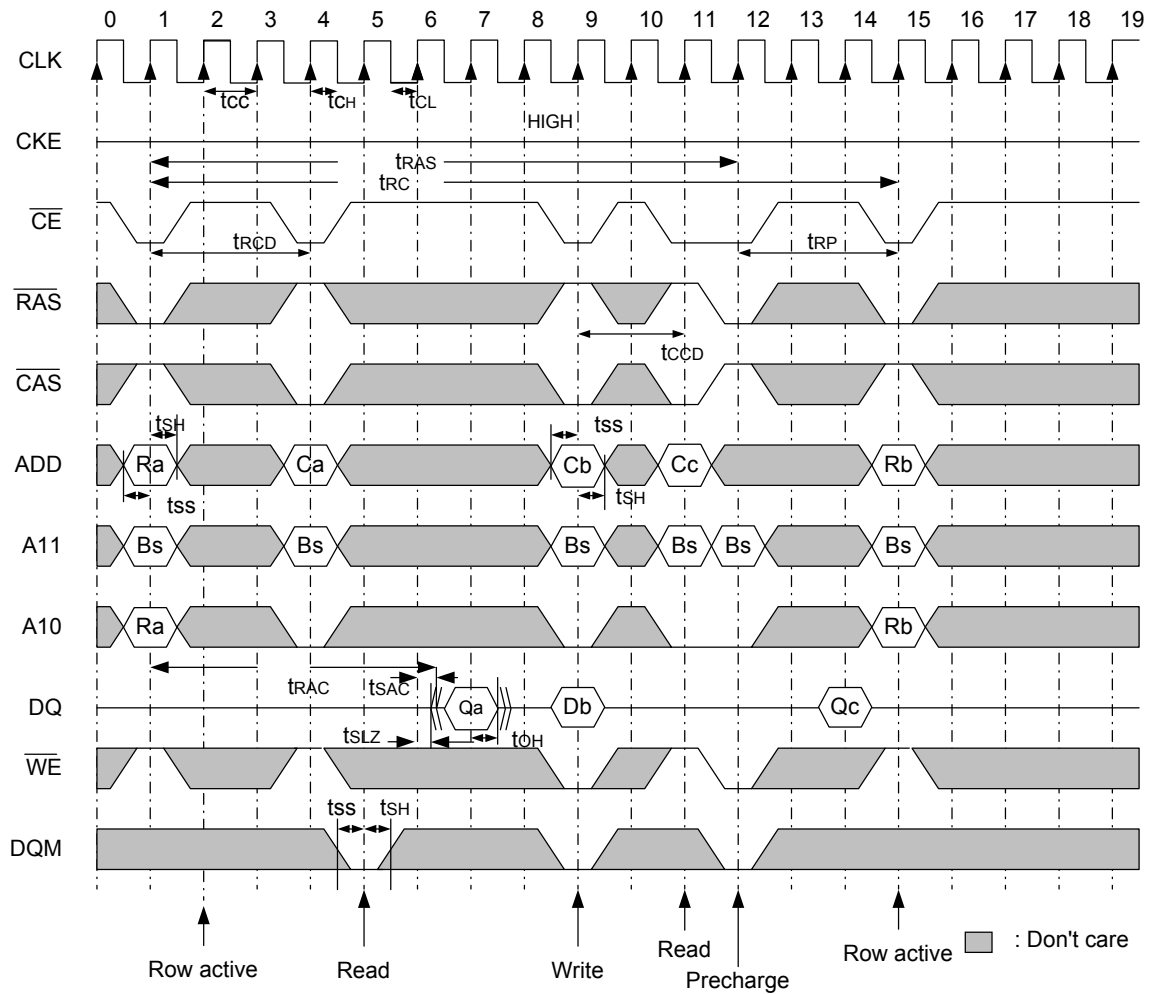 0 1 2 3 4 5 6 7 8 9 10 11 12 13 14 15 16 17 18 19
CLK
tCC tCH tCL
HIGH
CKE
tRAS
tRC
CE
tRCD tRP
RAS
tCCD
CAS
tSH tSS
ADD Ra Ca Cb Cc Rb
tSS tSH
A11 Bs Bs Bs Bs Bs Bs
A10 Ra Rb
tRAC tSAC
DQ Qa Db Qc
tSLZ tOH
WE
tSS tSH
DQM
Row active Read Write Read Precharge Row active
: Don't care